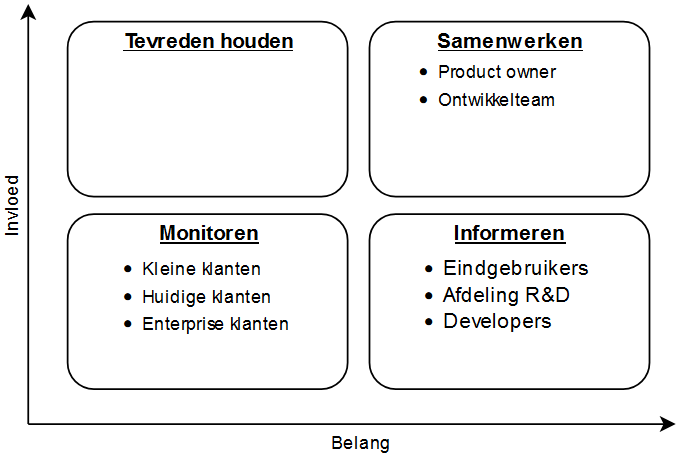 Tevreden houden
Samenwerken
• Product owner
• Ontwikkelteam
Invloed
Monitoren
• Kleine klanten
• Huidige klanten
• Enterprise klanten
Informeren
• Eindgebruikers
• Afdeling R&D
• Developers
Belang